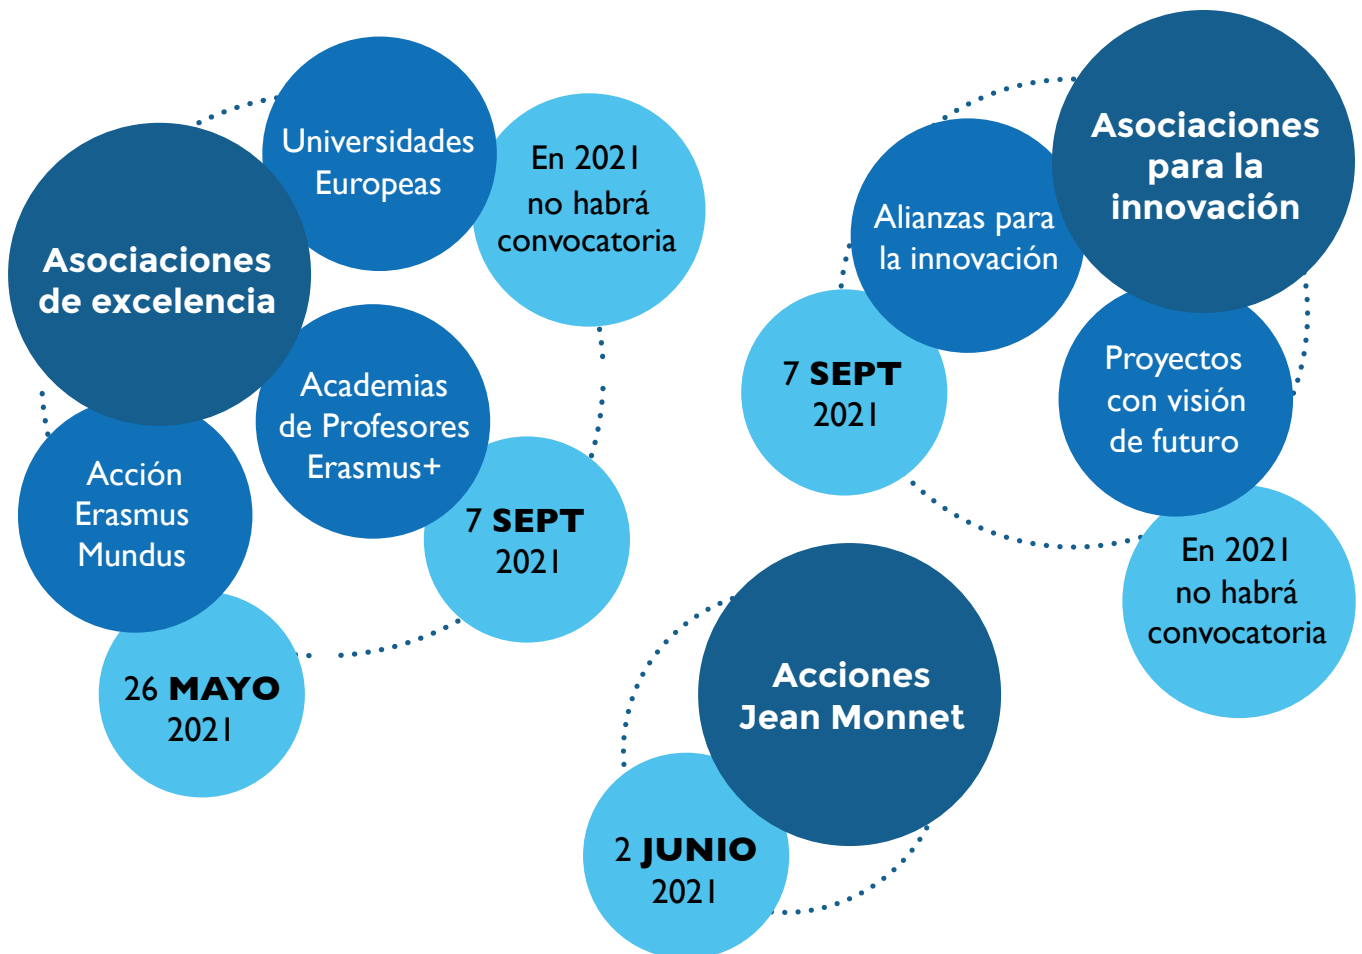 Asociaciones
de excelencia
Universidades
Europeas
En 2021
no habrá
convocatoria
Academias
de Profesores
Erasmus+
7 SEPT
2021
Acción
Erasmus
Mundus
26 MAYO
2021
Asociaciones
para la
innovación
Alianzas para
la innovación
7 SEPT
2021
Proyectos
con visión
de futuro
En 2021
no habrá
convocatoria
Acciones
Jean Monnet
2 JUNIO
2021